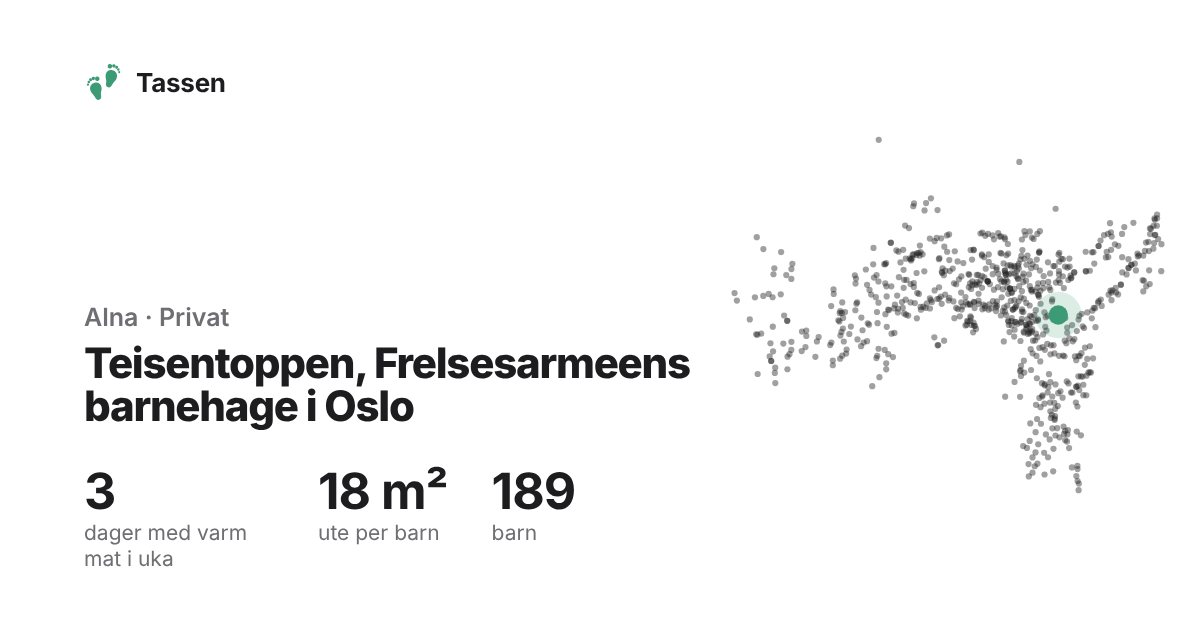 Tassen
Alna · Privat
Teisentoppen, Frelsesarmeens
barnehage i Oslo
3
dager med varm
mat i uka
18 m²
ute per barn
189
barn